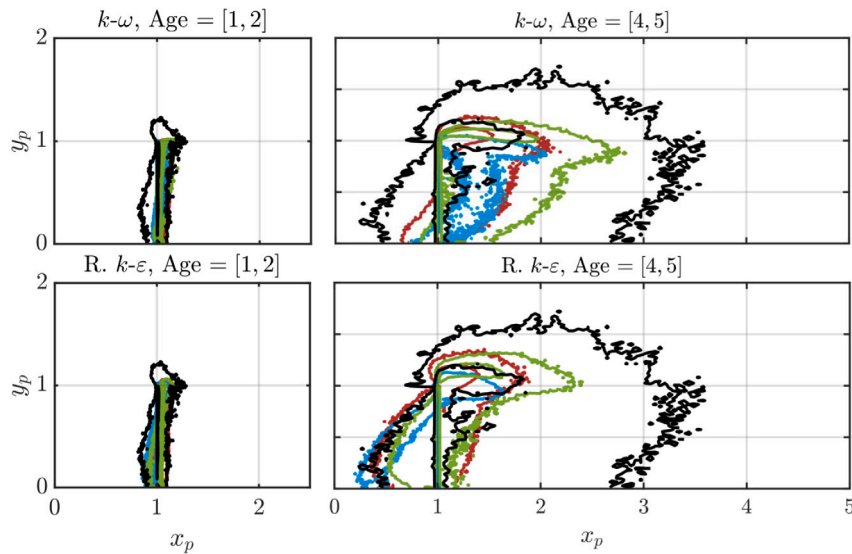 k-ω, Age = [1, 2]
k-ω, Age = [4, 5]
2
y_p
1
0
R. k-ε, Age = [1, 2]
R. k-ε, Age = [4, 5]
2
y_p
1
0
0 1 2
0 1 2 3 4 5
x_p
x_p